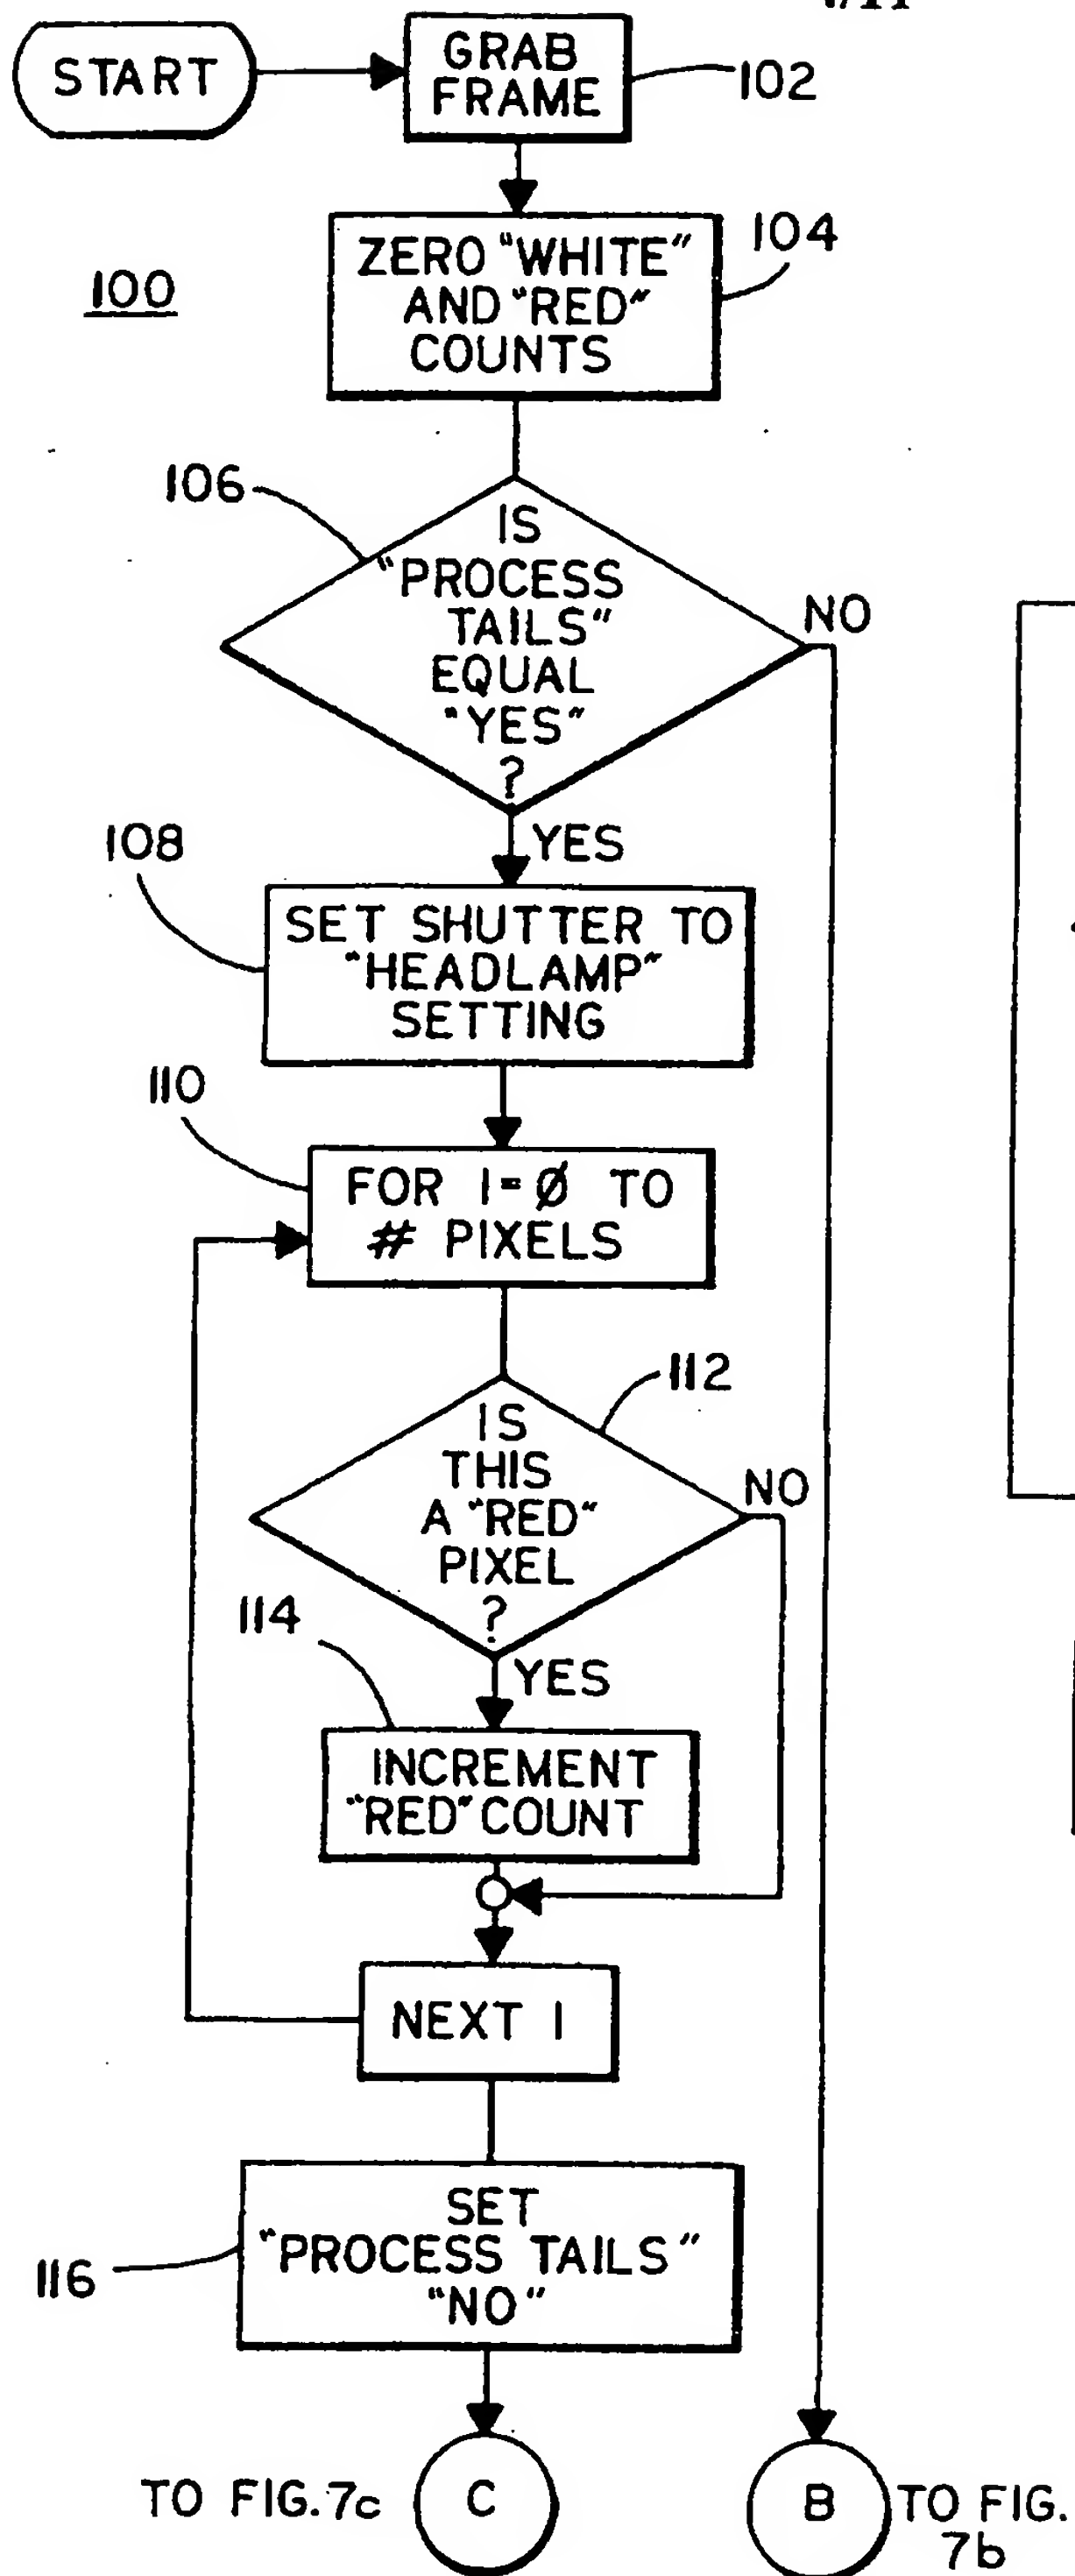 START
GRAB
FRAME
102
ZERO "WHITE"
AND "RED"
COUNTS
104
100
106
IS
"PROCESS
TAILS"
EQUAL
"YES"
?
NO
YES
108
SET SHUTTER TO
"HEADLAMP"
SETTING
110
FOR I=Ø TO
# PIXELS
112
IS
THIS
A "RED"
PIXEL
?
NO
114
YES
INCREMENT
"RED" COUNT
NEXT I
SET
"PROCESS TAILS"
"NO"
116
TO FIG. 7c
C
B
TO FIG.
7b